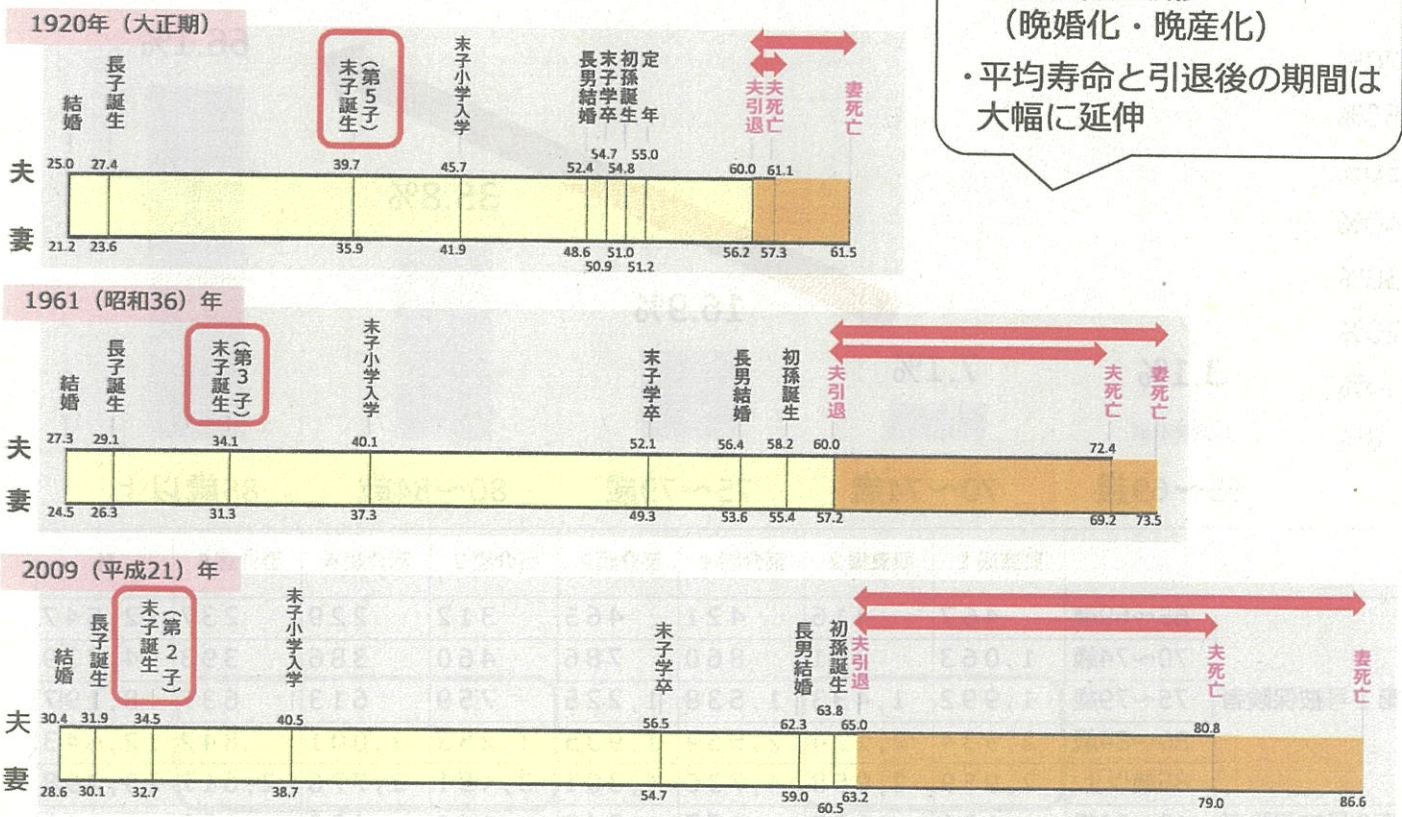 (晩婚化・晩産化)
・平均寿命と引退後の期間は
大幅に延伸
1920年(大正期)
結婚
長子誕生
(第5子)
末子誕生
末子小学入学
長男結婚
末子学卒
初孫誕生
定年
夫引退
夫死亡
妻死亡
夫 25.0 27.4 39.7 45.7 52.4 54.7 54.8 55.0 60.0 61.1
妻 21.2 23.6 35.9 41.9 48.6 50.9 51.0 51.2 56.2 57.3 61.5
1961(昭和36)年
結婚
長子誕生
(第3子)
末子誕生
末子小学入学
末子学卒
長男結婚
初孫誕生
夫引退
夫死亡
妻死亡
夫 27.3 29.1 34.1 40.1 52.1 56.4 58.2 60.0 72.4
妻 24.5 26.3 31.3 37.3 49.3 53.6 55.4 57.2 69.2 73.5
2009(平成21)年
結婚
長子誕生
(第2子)
末子誕生
末子小学入学
末子学卒
長男結婚
初孫誕生
夫引退
夫死亡
妻死亡
夫 30.4 31.9 34.5 40.5 56.5 62.3 63.8 65.0 80.8
妻 28.6 30.1 32.7 38.7 54.7 59.0 60.5 63.2 79.0 86.6